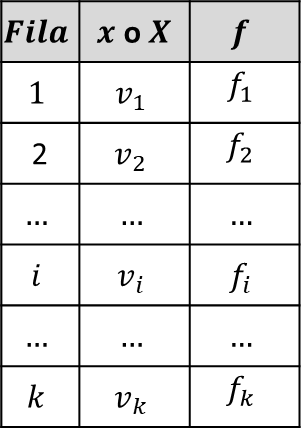 Fila x o X f
1 v₁ f₁
2 v₂ f₂
... ... ...
i vᵢ fᵢ
... ... ...
k vₖ fₖ